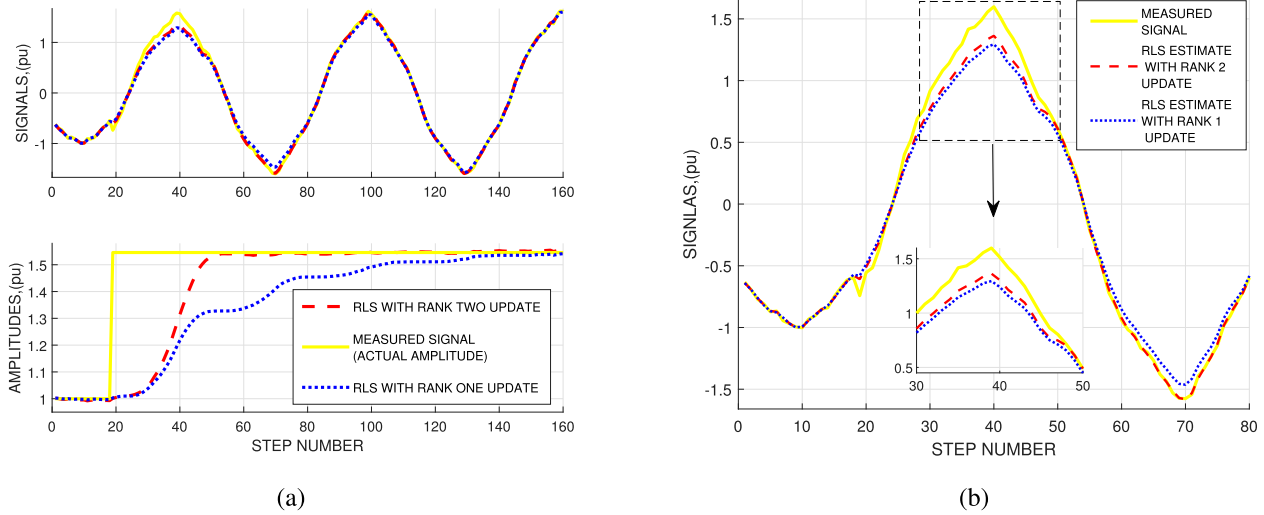 SIGNALS,(pu)
1
0
-1
0
20
40
60
80
100
120
140
160
AMPLITUDES,(pu)
1.5
1.4
1.3
1.2
1.1
1
RLS WITH RANK TWO UPDATE
MEASURED SIGNAL
(ACTUAL AMPLITUDE)
RLS WITH RANK ONE UPDATE
0
20
40
60
80
100
120
140
160
STEP NUMBER
(a)
SIGNLAS,(pu)
1.5
1
0.5
0
-0.5
-1
-1.5
MEASURED
SIGNAL
RLS ESTIMATE
WITH RANK 2
UPDATE
RLS ESTIMATE
WITH RANK 1
UPDATE
1.5
1
0.5
30
40
50
0
10
20
30
40
50
60
70
80
STEP NUMBER
(b)